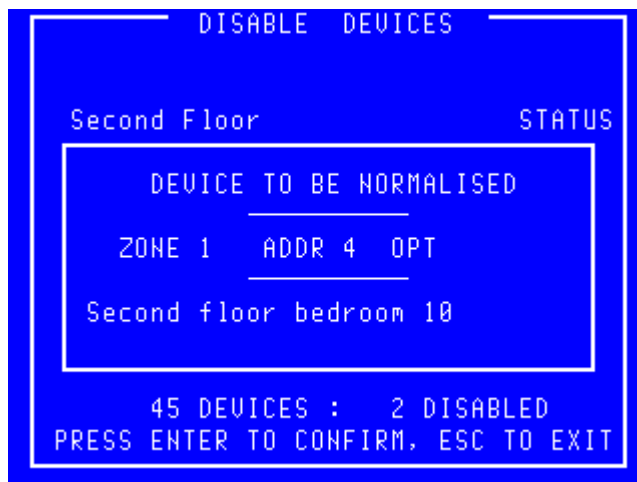 DISABLE DEVICES
Second Floor STATUS
DEVICE TO BE NORMALISED
ZONE 1 ADDR 4 OPT
Second floor bedroom 10
45 DEVICES : 2 DISABLED
PRESS ENTER TO CONFIRM, ESC TO EXIT